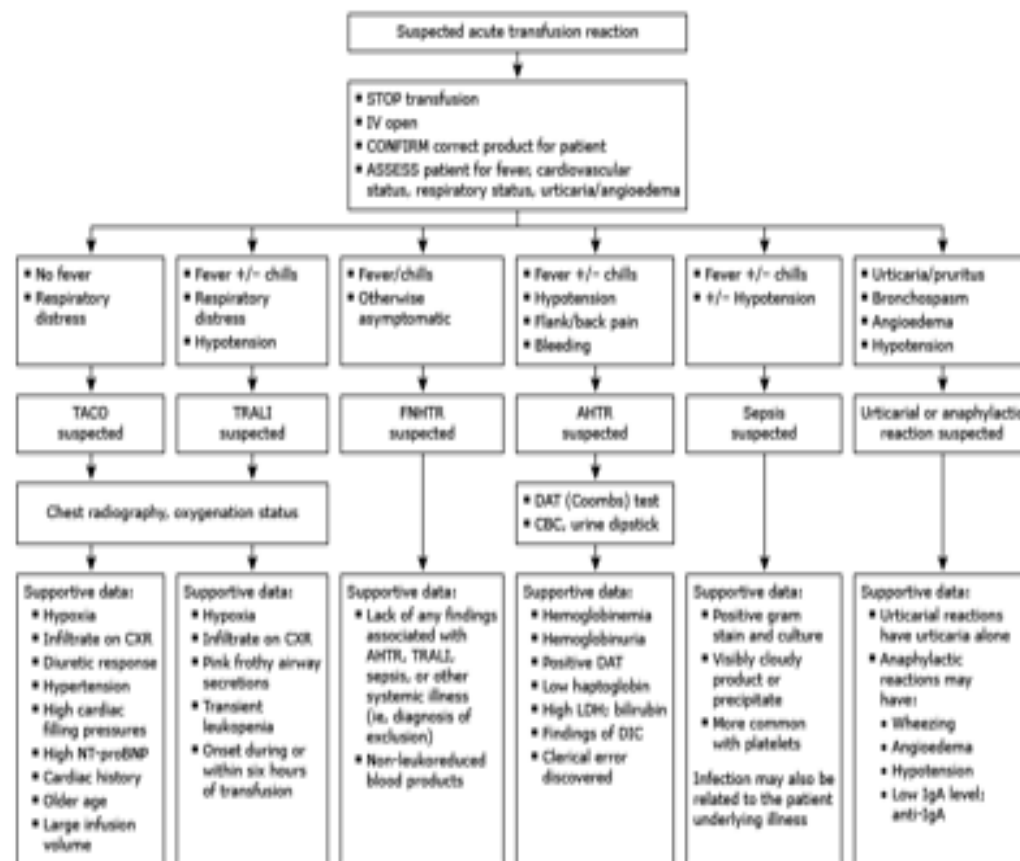 Suspected acute transfusion reaction
▪ STOP transfusion
▪ IV open
▪ CONFIRM correct product for patient
▪ ASSESS patient for fever, cardiovascular
status, respiratory status, urticaria/angioedema
▪ No fever
▪ Respiratory
distress
▪ Fever +/− chills
▪ Respiratory
distress
▪ Hypotension
▪ Fever/chills
▪ Otherwise
asymptomatic
▪ Fever +/− chills
▪ Hypotension
▪ Flank/back pain
▪ Bleeding
▪ Fever +/− chills
▪ +/− Hypotension
▪ Urticaria/pruritus
▪ Bronchospasm
▪ Angioedema
▪ Hypotension
TACO
suspected
TRALI
suspected
FNHTR
suspected
AHTR
suspected
Sepsis
suspected
Urticarial or anaphylactic
reaction suspected
Chest radiography, oxygenation status
▪ DAT (Coombs) test
▪ CBC, urine dipstick
Supportive data:
▪ Hypoxia
▪ Infiltrate on CXR
▪ Diuretic response
▪ Hypertension
▪ High cardiac
filling pressures
▪ High NT-proBNP
▪ Cardiac history
▪ Older age
▪ Large infusion
volume
Supportive data:
▪ Hypoxia
▪ Infiltrate on CXR
▪ Pink frothy airway
secretions
▪ Transient
leukopenia
▪ Onset during or
within six hours
of transfusion
Supportive data:
▪ Lack of any findings
associated with
AHTR, TRALI,
sepsis, or other
systemic illness
(ie, diagnosis of
exclusion)
▪ Non-leukoreduced
blood products
Supportive data:
▪ Hemoglobinemia
▪ Hemoglobinuria
▪ Positive DAT
▪ Low haptoglobin
▪ High LDH; bilirubin
▪ Findings of DIC
▪ Clerical error
discovered
Supportive data:
▪ Positive gram
stain and culture
▪ Visibly cloudy
product or
precipitate
▪ More common
with platelets
Infection may also be
related to the patient
underlying illness
Supportive data:
▪ Urticarial reactions
have urticaria alone
▪ Anaphylactic
reactions may
have:
▪ Wheezing
▪ Angioedema
▪ Hypotension
▪ Low IgA level;
anti-IgA